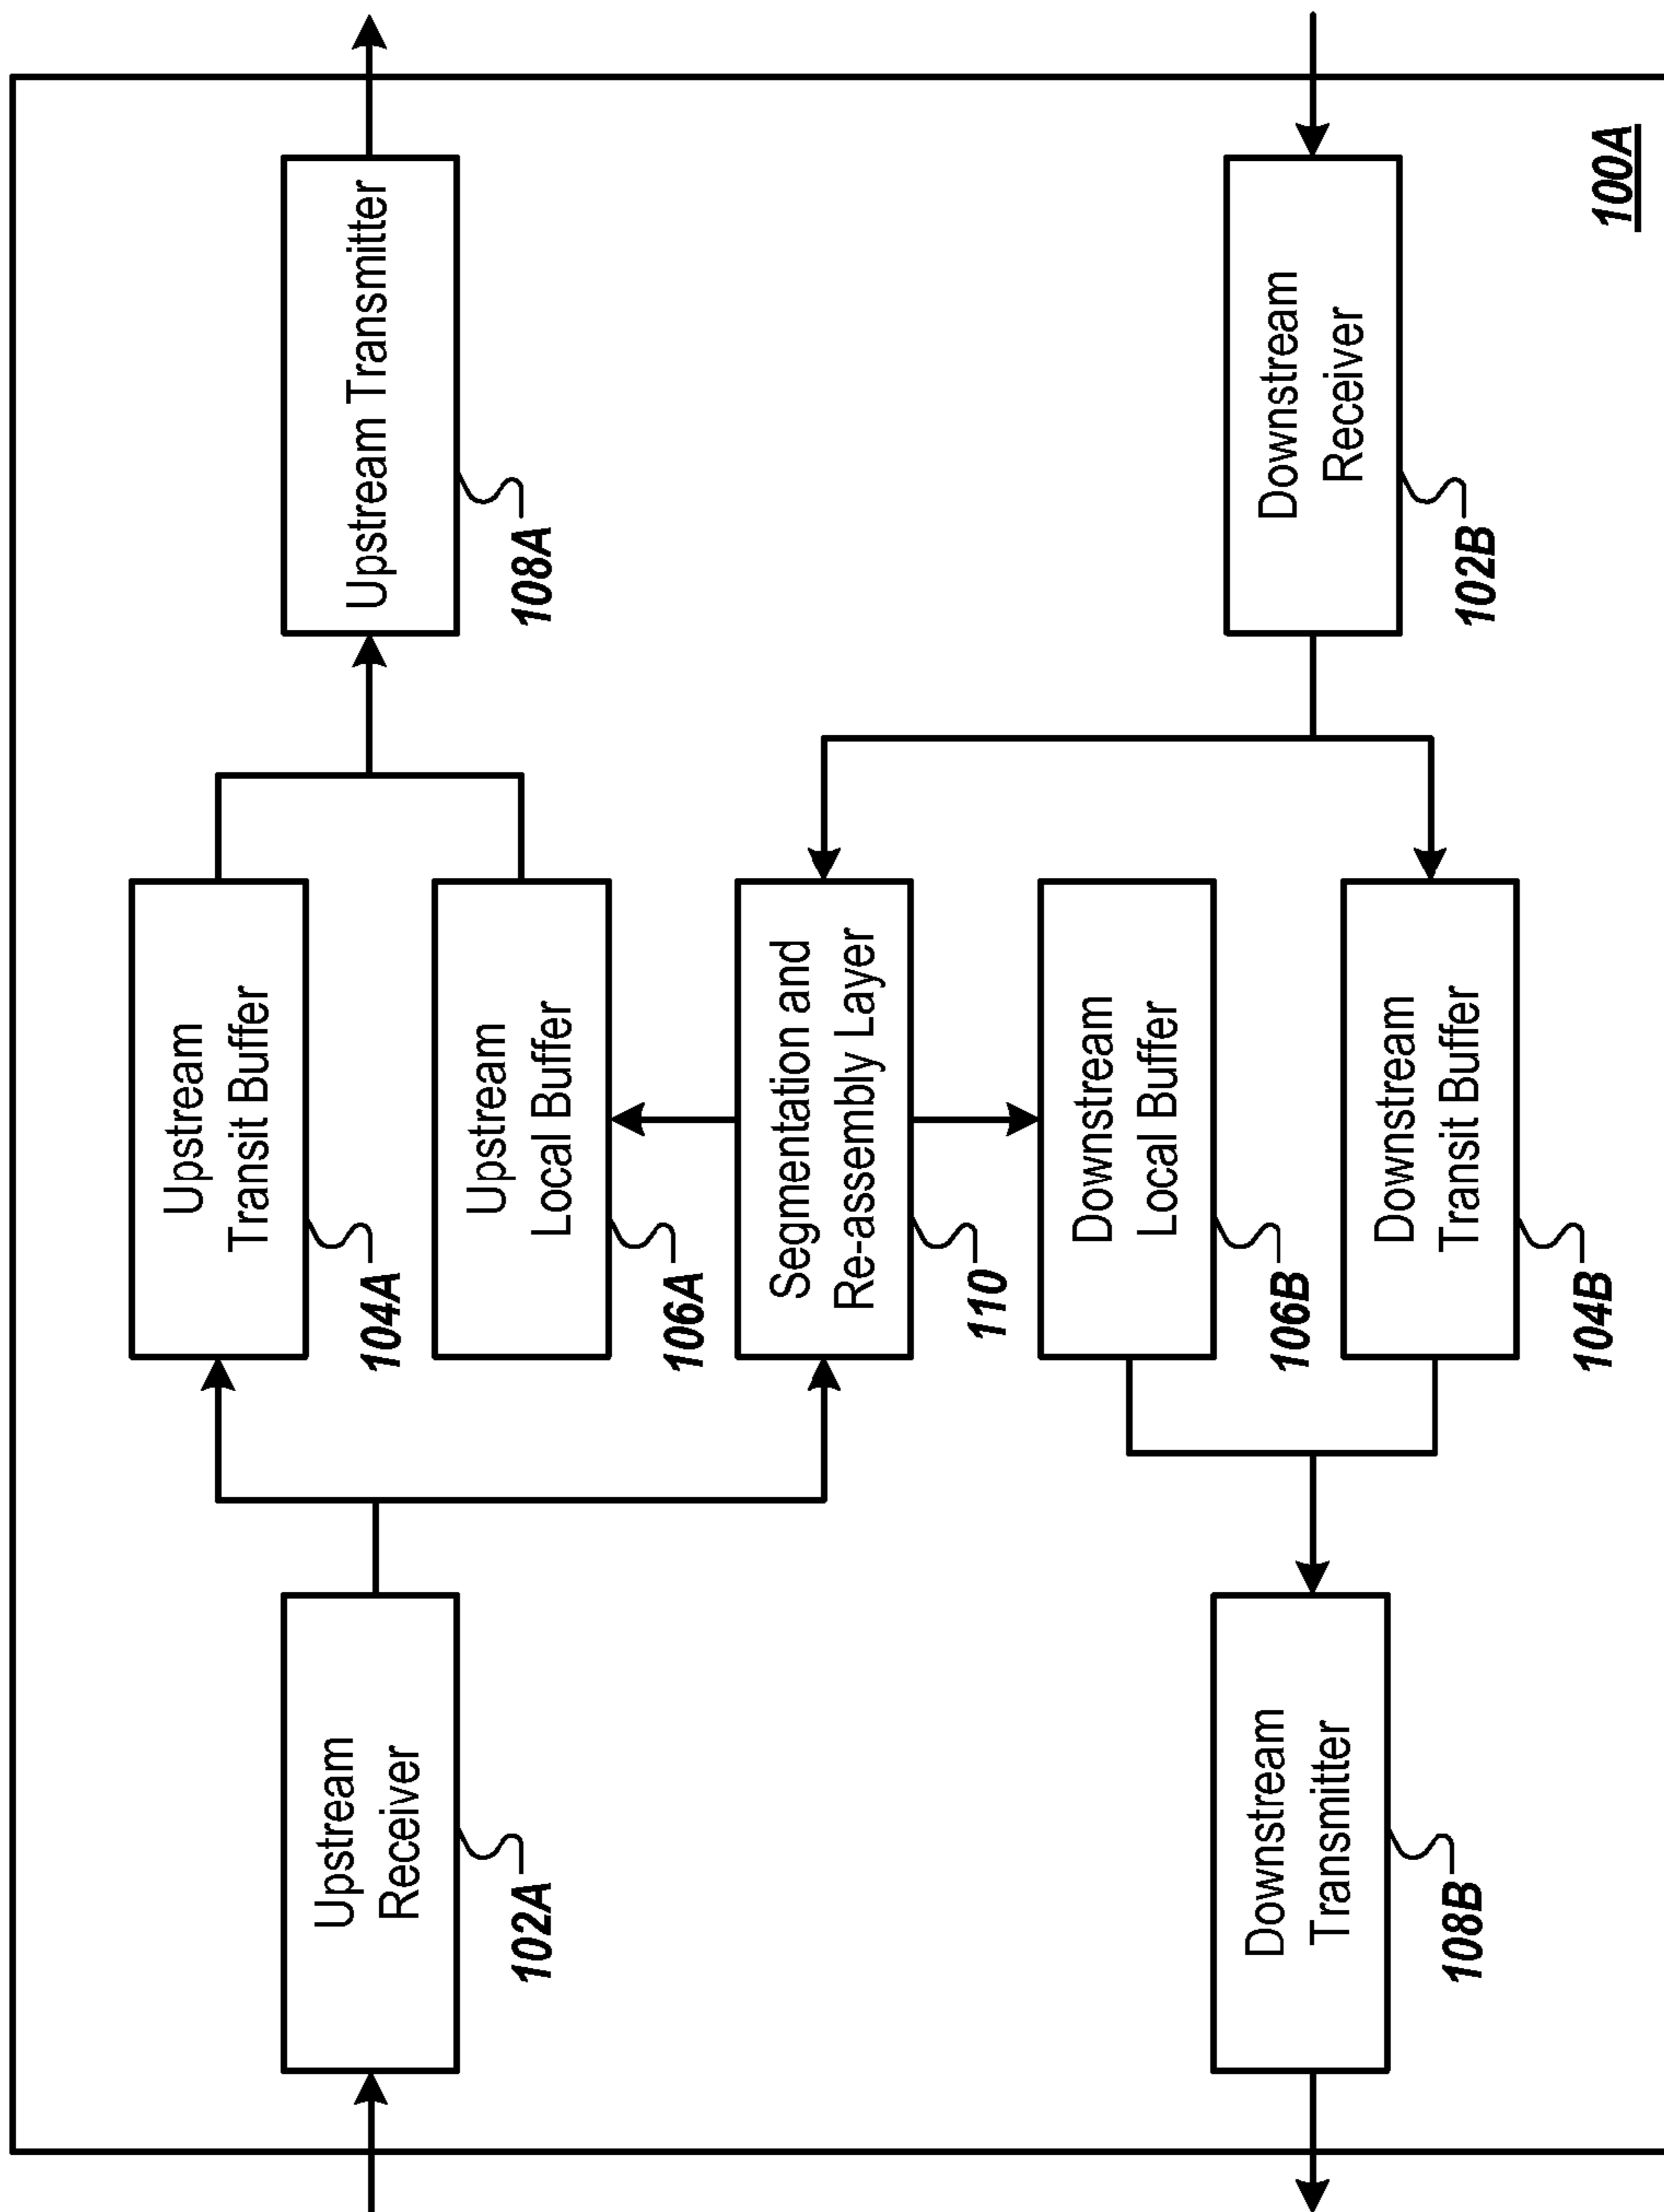 Upstream
Receiver
102A
Upstream
Transit Buffer
104A
Upstream
Local Buffer
106A
Segmentation and
Re-assembly Layer
110
Downstream
Local Buffer
106B
Downstream
Transit Buffer
104B
Upstream Transmitter
108A
Downstream
Transmitter
108B
Downstream
Receiver
102B
100A